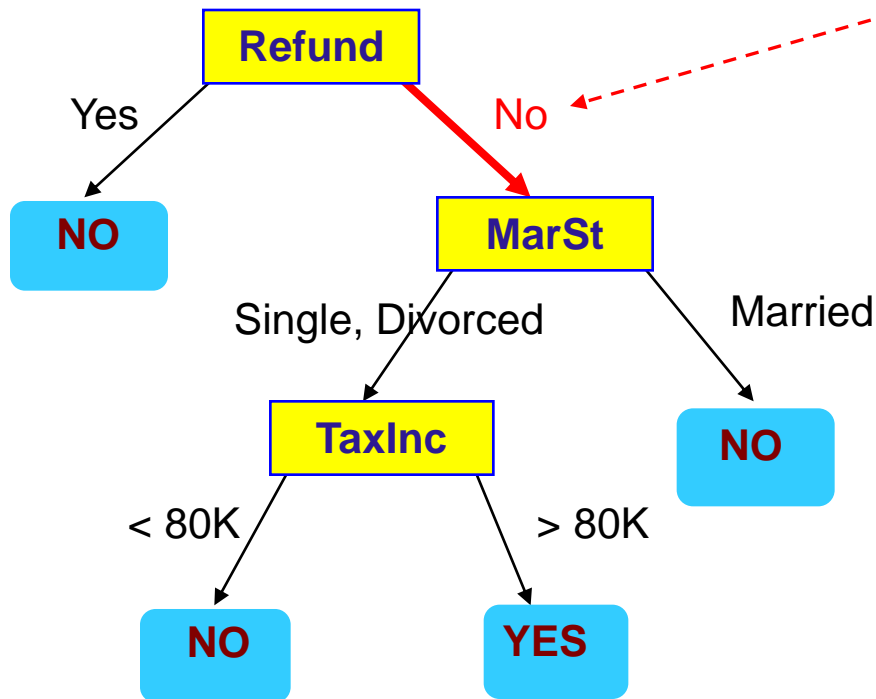 Refund
Yes
No
NO
MarSt
Single, Divorced
Married
TaxInc
NO
< 80K
> 80K
NO
YES